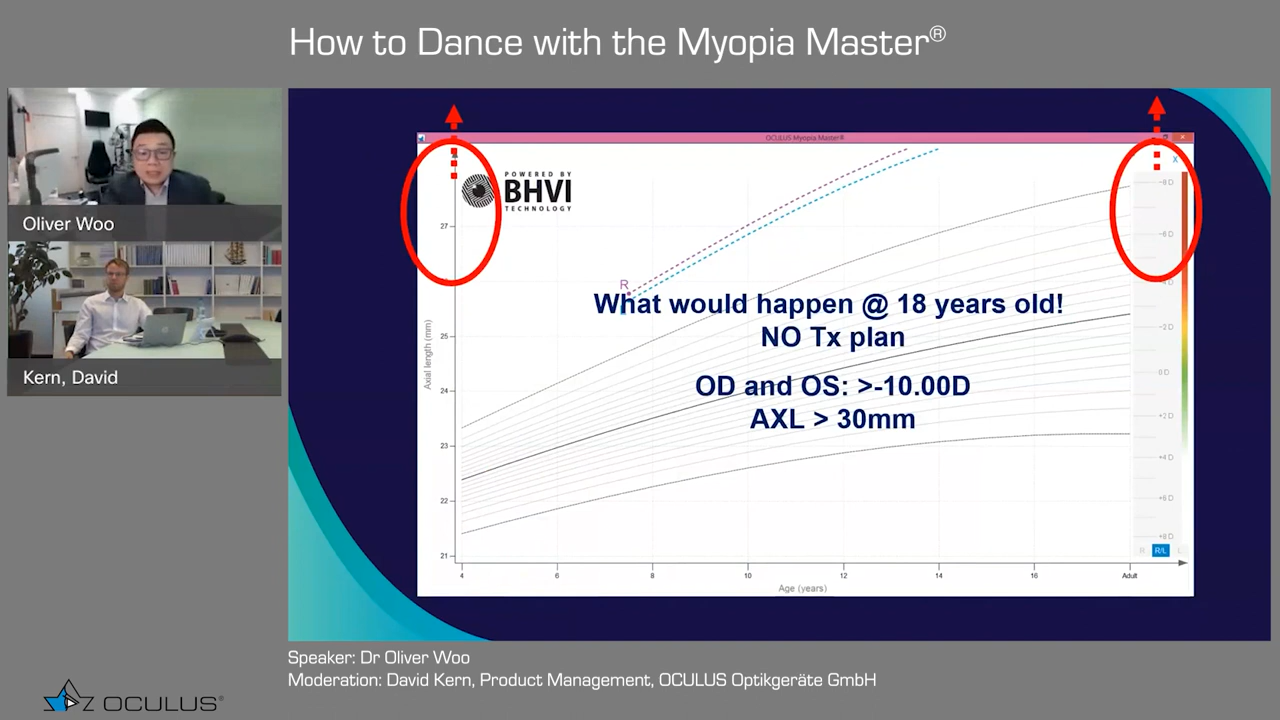 How to Dance with the Myopia Master®
Oliver Woo
Kern, David
OCULUS Myopia Master®
POWERED BY
BHVI
TECHNOLOGY
X
-8 D
27
-6 D
R
What would happen @ 18 years old!
NO Tx plan
25
-2 D
Axial length (mm)
0 D
OD and OS: >-10.00D
24
+2 D
AXL > 30mm
23
+4 D
22
+6 D
+8 D
R R/L L
21
4 6 8 10 12 14 16 Adult
Age (years)
Speaker: Dr Oliver Woo
Moderation: David Kern, Product Management, OCULUS Optikgeräte GmbH
OCULUS®